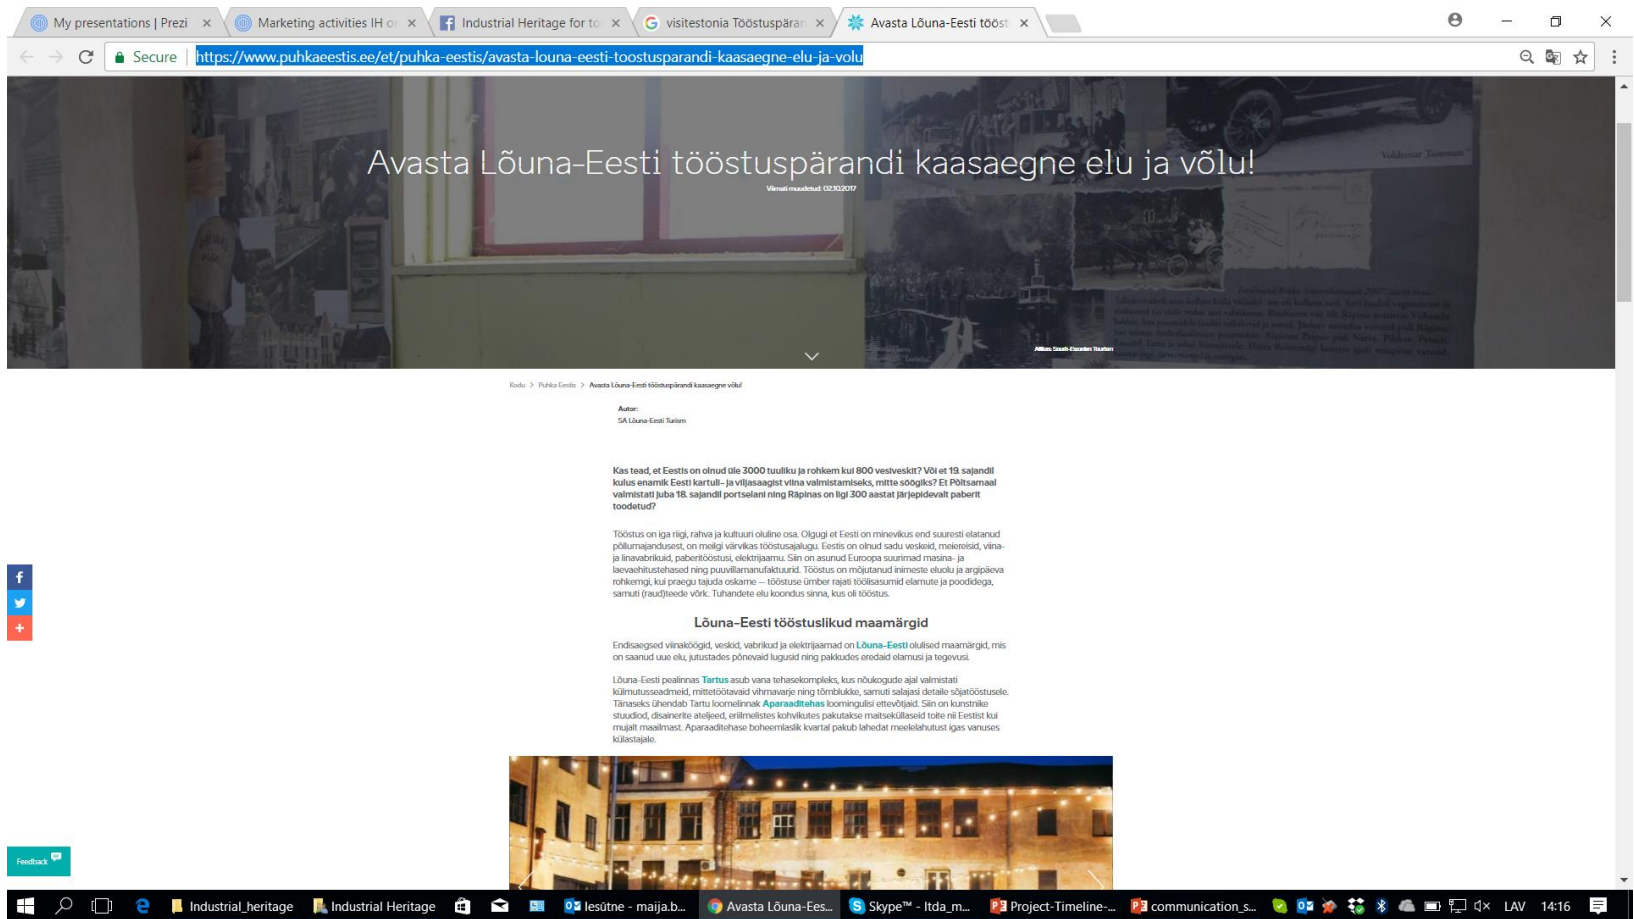 My presentations | Prezi
Marketing activities IH or
Industrial Heritage for to
visitestonia Tööstuspäran
Avasta Lõuna-Eesti tööst
Secure
https://www.puhkaeestis.ee/et/puhka-eestis/avasta-louna-eesti-toostusparandi-kaasaegne-elu-ja-volu
Avasta Lõuna-Eesti tööstuspärandi kaasaegne elu ja võlu!
Viimati muudetud: 02.10.2017
Voldemar Tamman
Allikas: South-Estonian Tourism
Kodu > Puhka Eestis > Avasta Lõuna-Eesti tööstuspärandi kaasaegne võlu!
Autor:
SA Lõuna-Eesti Turism
Kas tead, et Eestis on olnud üle 3000 tuuliku ja rohkem kui 800 vesiveskit? Või et 19. sajandil
kulus enamik Eesti kartuli- ja viljasaagist viina valmistamiseks, mitte söögiks? Et Põltsamaal
valmistati juba 18. sajandil portselani ning Räpinas on ligi 300 aastat järjepidevalt paberit
toodetud?
Tööstus on iga riigi, rahva ja kultuuri oluline osa. Olgugi et Eesti on minevikus end suuresti elatanud
põllumajandusest, on meilgi värvikas tööstusajalugu. Eestis on olnud sadu veskeid, meiereisid, viina-
ja linavabrikuid, paberitööstusi, elektrijaamu. Siin on asunud Euroopa suurimad masina- ja
laevaehitustehased ning puuvillamanufaktuurid. Tööstus on mõjutanud inimeste eluolu ja argipäeva
rohkemgi, kui praegu tajuda oskame — tööstuse ümber rajati töölisasumid elamute ja poodidega,
samuti (raud)teede võrk. Tuhandete elu koondus sinna, kus oli tööstus.
Lõuna-Eesti tööstuslikud maamärgid
Endisaegsed viinaköögid, veskid, vabrikud ja elektrijaamad on Lõuna-Eesti olulised maamärgid, mis
on saanud uue elu, jutustades põnevaid lugusid ning pakkudes eredaid elamusi ja tegevusi.
Lõuna-Eesti pealinnas Tartus asub vana tehasekompleks, kus nõukogude ajal valmistati
külmutusseadmeid, mittetöötavaid vihmavarje ning tõmblukke, samuti salajasi detaile sõjatööstusele.
Tänaseks ühendab Tartu loomelinnak Aparaaditehas loomingulisi ettevõtjaid. Siin on kunstnike
stuudiod, disainerite ateljeed, eriilmelistes kohvikutes pakutakse maitseküllaseid toite nii Eestist kui
mujalt maailmast. Aparaaditehase boheemlaslik kvartal pakub lahedat meelelahutust igas vanuses
külastajale.
Feedback
Industrial_heritage
Industrial Heritage
Iesūtne - maija.b...
Avasta Lõuna-Ees...
Skype™ - ltda_m...
Project-Timeline-...
communication_s...
LAV
14:16